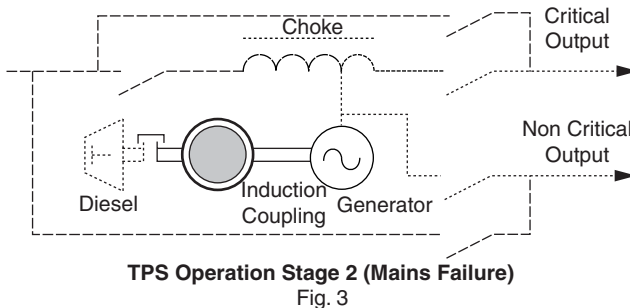 Choke
Critical
Output
Non Critical
Output
Diesel
Induction
Coupling
Generator
TPS Operation Stage 2 (Mains Failure)
Fig. 3